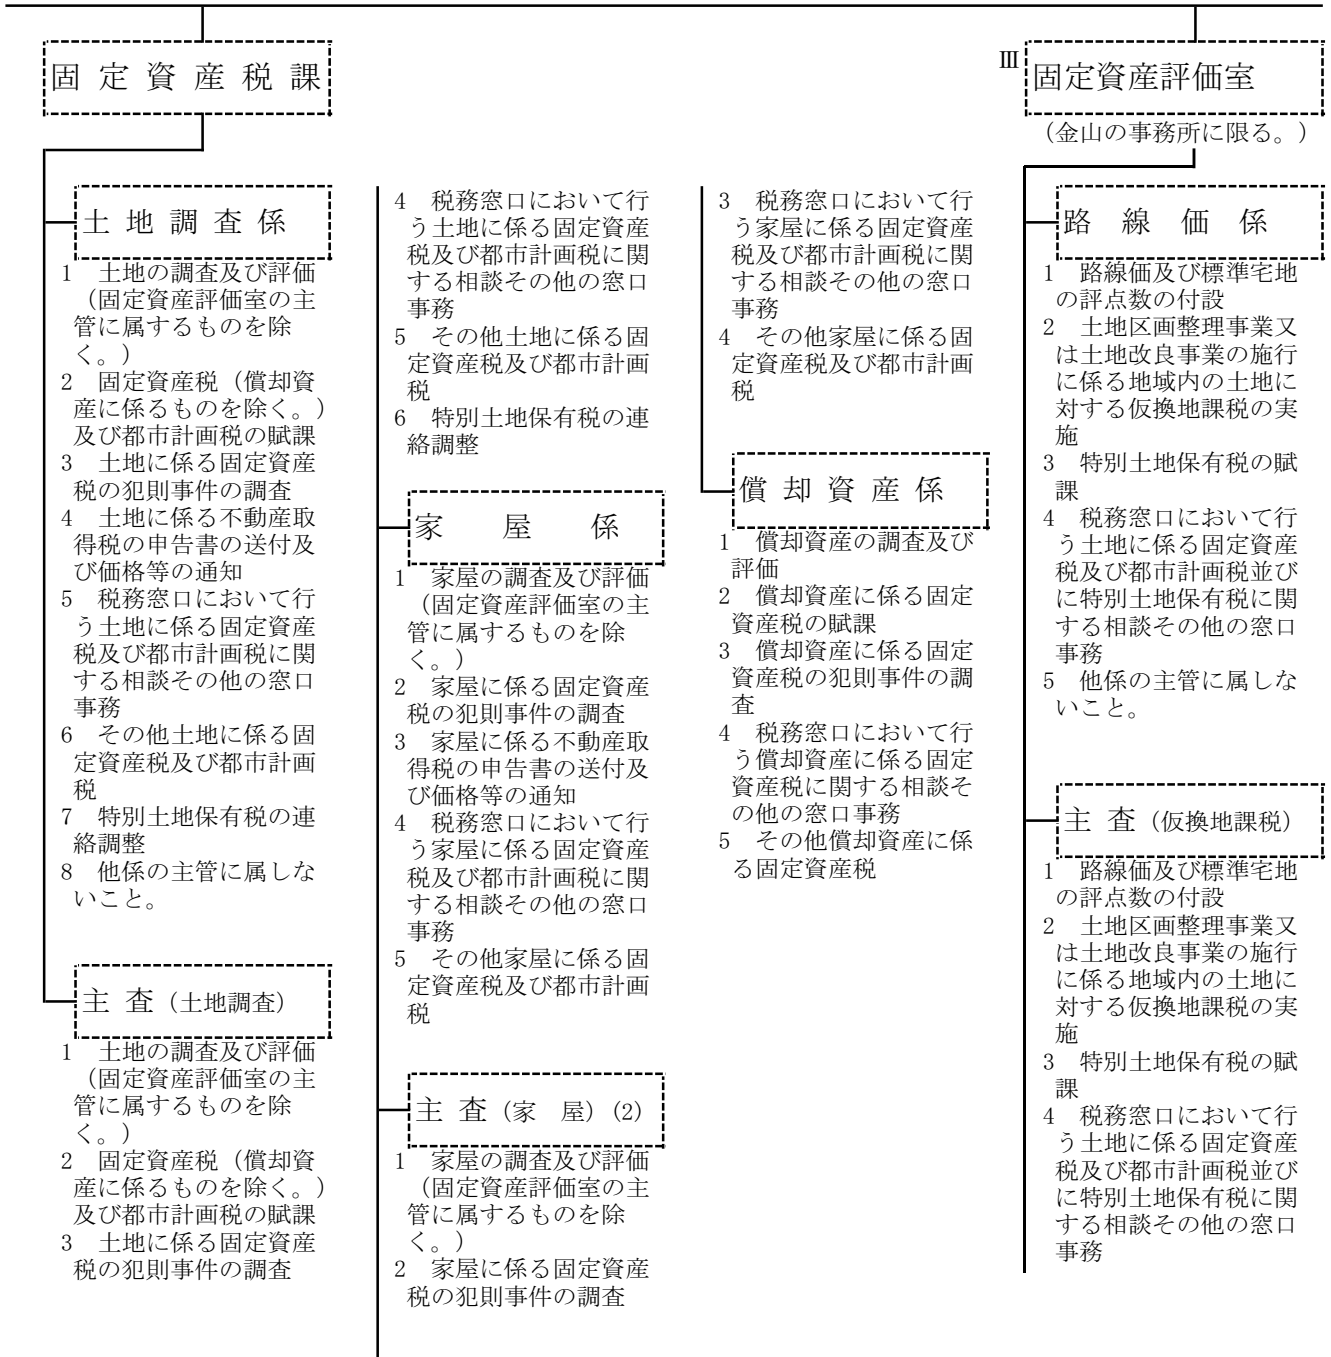 固定資産税課
土地調査係
1　土地の調査及び評価
（固定資産評価室の主
管に属するものを除
く。）
2　固定資産税（償却資
産に係るものを除く。）
及び都市計画税の賦課
3　土地に係る固定資産
税の犯則事件の調査
4　土地に係る不動産取
得税の申告書の送付及
び価格等の通知
5　税務窓口において行
う土地に係る固定資産
税及び都市計画税に関
する相談その他の窓口
事務
6　その他土地に係る固
定資産税及び都市計画
税
7　特別土地保有税の連
絡調整
8　他係の主管に属しな
いこと。
主査（土地調査）
1　土地の調査及び評価
（固定資産評価室の主
管に属するものを除
く。）
2　固定資産税（償却資
産に係るものを除く。）
及び都市計画税の賦課
3　土地に係る固定資産
税の犯則事件の調査
4　税務窓口において行
う土地に係る固定資産
税及び都市計画税に関
する相談その他の窓口
事務
5　その他土地に係る固
定資産税及び都市計画
税
6　特別土地保有税の連
絡調整
家屋係
1　家屋の調査及び評価
（固定資産評価室の主
管に属するものを除
く。）
2　家屋に係る固定資産
税の犯則事件の調査
3　家屋に係る不動産取
得税の申告書の送付及
び価格等の通知
4　税務窓口において行
う家屋に係る固定資産
税及び都市計画税に関
する相談その他の窓口
事務
5　その他家屋に係る固
定資産税及び都市計画
税
主査（家　屋）(2)
1　家屋の調査及び評価
（固定資産評価室の主
管に属するものを除
く。）
2　家屋に係る固定資産
税の犯則事件の調査
3　税務窓口において行
う家屋に係る固定資産
税及び都市計画税に関
する相談その他の窓口
事務
4　その他家屋に係る固
定資産税及び都市計画
税
償却資産係
1　償却資産の調査及び
評価
2　償却資産に係る固定
資産税の賦課
3　償却資産に係る固定
資産税の犯則事件の調
査
4　税務窓口において行
う償却資産に係る固定
資産税に関する相談そ
の他の窓口事務
5　その他償却資産に係
る固定資産税
Ⅲ
固定資産評価室
（金山の事務所に限る。）
路線価係
1　路線価及び標準宅地
の評点数の付設
2　土地区画整理事業又
は土地改良事業の施行
に係る地域内の土地に
対する仮換地課税の実
施
3　特別土地保有税の賦
課
4　税務窓口において行
う土地に係る固定資産
税及び都市計画税並び
に特別土地保有税に関
する相談その他の窓口
事務
5　他係の主管に属しな
いこと。
主査（仮換地課税）
1　路線価及び標準宅地
の評点数の付設
2　土地区画整理事業又
は土地改良事業の施行
に係る地域内の土地に
対する仮換地課税の実
施
3　特別土地保有税の賦
課
4　税務窓口において行
う土地に係る固定資産
税及び都市計画税並び
に特別土地保有税に関
する相談その他の窓口
事務